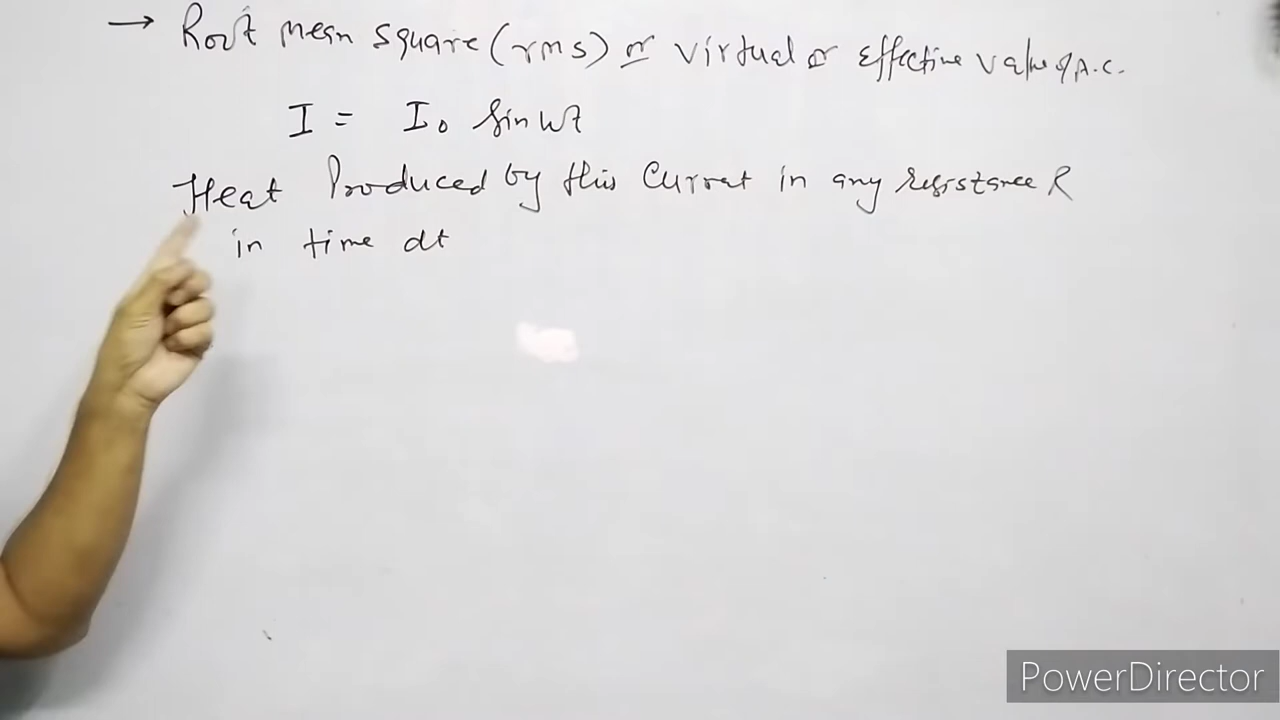 → Root mean square (rms) or virtual or effective value of A.C.
I = I₀ sin ωt
Heat Produced by this Current in any resistance R
in time dt
PowerDirector